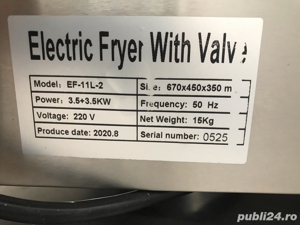 Electric Fryer With Valve
Model: EF-11L-2 Size: 670x450x350 m
Power: 3.5+3.5KW Frequency: 50 Hz
Voltage: 220 V Net Weight: 15Kg
Produce date: 2020.8 Serial number: 0525
publi24.ro